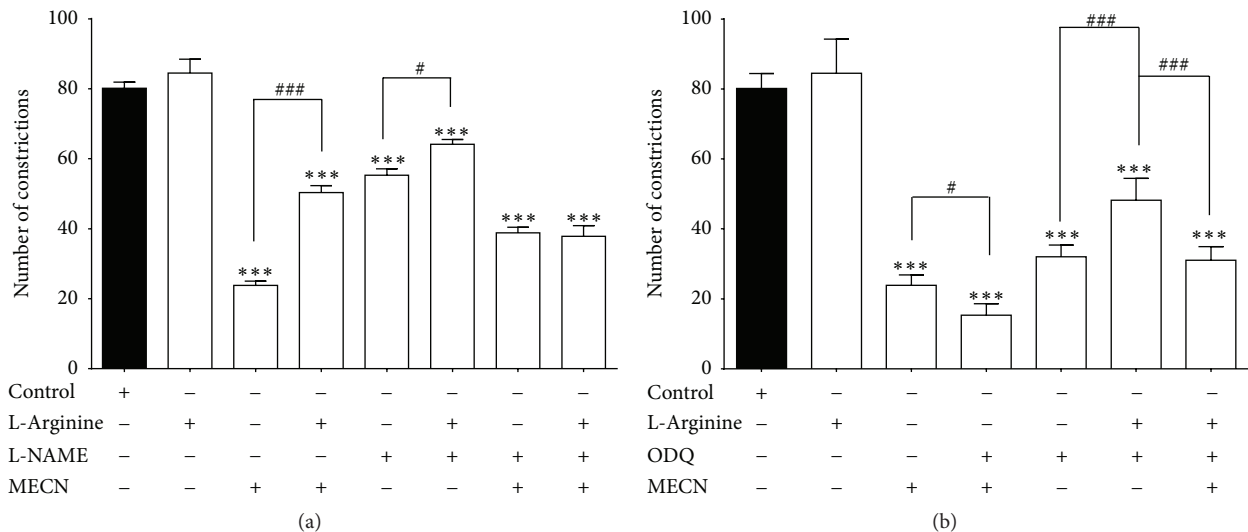 100
80
60
40
20
0
Number of constrictions
###
#
***
***
***
***
***
***
Control + − − − − − − −
L-Arginine − + − + − + − +
L-NAME − − − − + + + +
MECN − − + + − − + +
(a)
100
80
60
40
20
0
Number of constrictions
###
###
#
***
***
***
***
***
Control + − − − − − −
L-Arginine − + − − − + +
ODQ − − − + + + +
MECN − − + + − − +
(b)